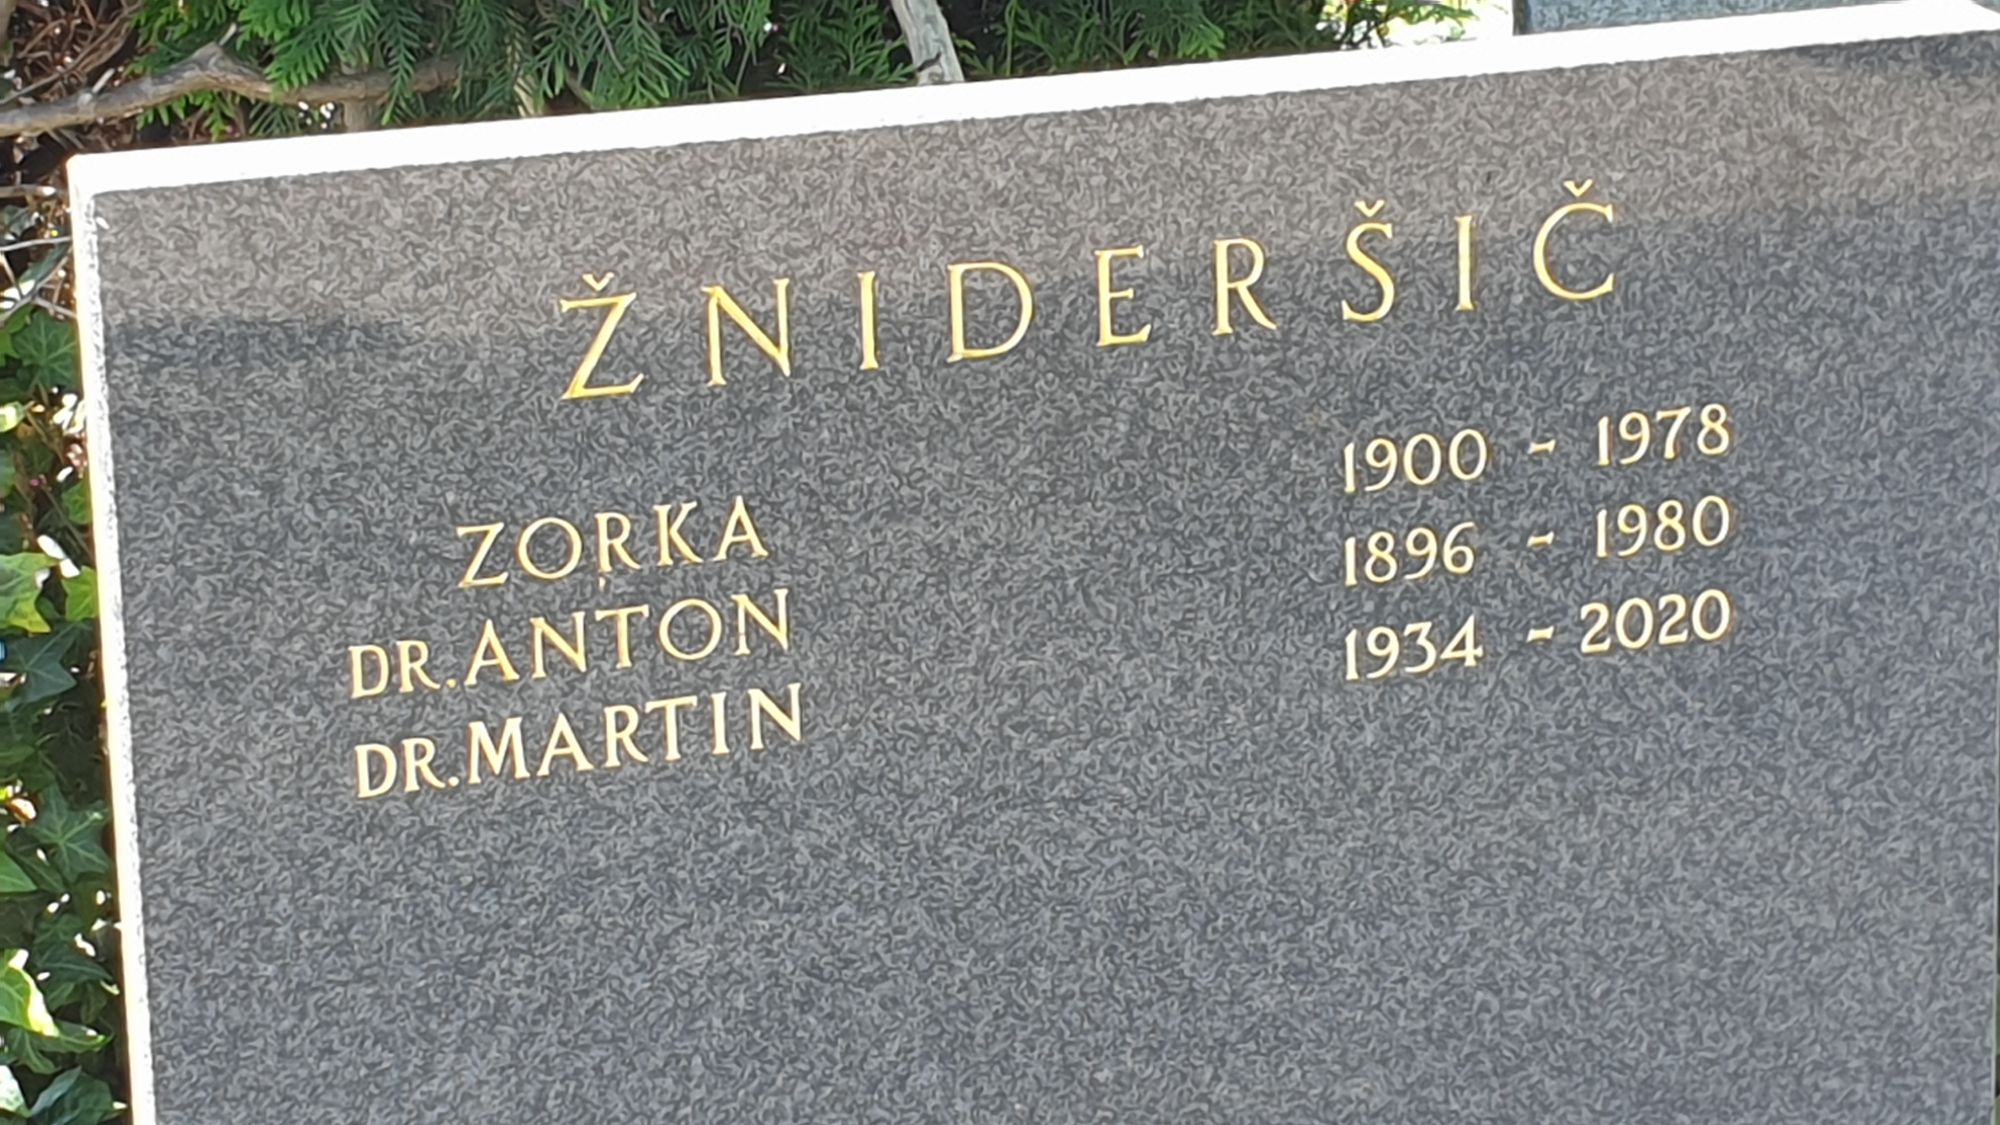 ŽNIDERŠIČ
ZORKA 1900 - 1978
DR. ANTON 1896 - 1980
DR. MARTIN 1934 - 2020